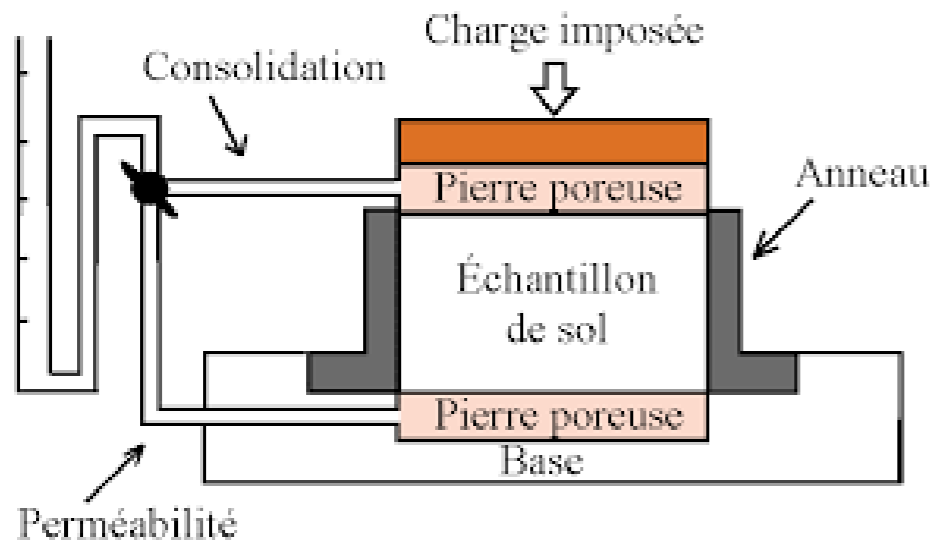 Charge imposée
Consolidation
Pierre poreuse
Anneau
Échantillon
de sol
Pierre poreuse
Base
Perméabilité